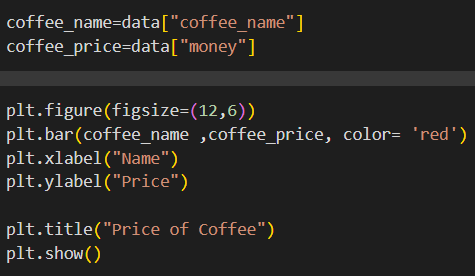 coffee_name=data["coffee_name"]
coffee_price=data["money"]
plt.figure(figsize=(12,6))
plt.bar(coffee_name ,coffee_price, color= 'red')
plt.xlabel("Name")
plt.ylabel("Price")
plt.title("Price of Coffee")
plt.show()